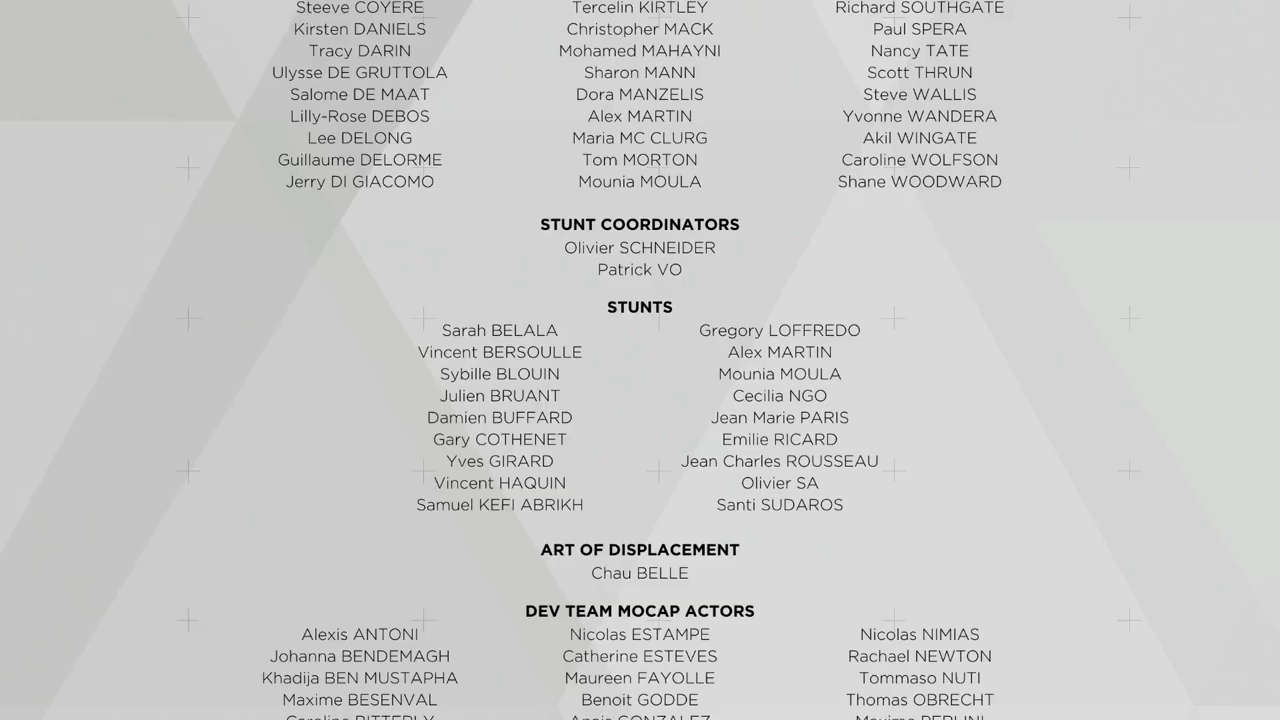 Steeve COYERE
Kirsten DANIELS
Tracy DARIN
Ulysse DE GRUTTOLA
Salome DE MAAT
Lilly-Rose DEBOS
Lee DELONG
Guillaume DELORME
Jerry DI GIACOMO
Tercelin KIRTLEY
Christopher MACK
Mohamed MAHAYNI
Sharon MANN
Dora MANZELIS
Alex MARTIN
Maria MC CLURG
Tom MORTON
Mounia MOULA
Richard SOUTHGATE
Paul SPERA
Nancy TATE
Scott THRUN
Steve WALLIS
Yvonne WANDERA
Akil WINGATE
Caroline WOLFSON
Shane WOODWARD
STUNT COORDINATORS
Olivier SCHNEIDER
Patrick VO
STUNTS
Sarah BELALA
Vincent BERSOULLE
Sybille BLOUIN
Julien BRUANT
Damien BUFFARD
Gary COTHENET
Yves GIRARD
Vincent HAQUIN
Samuel KEFI ABRIKH
Gregory LOFFREDO
Alex MARTIN
Mounia MOULA
Cecilia NGO
Jean Marie PARIS
Emilie RICARD
Jean Charles ROUSSEAU
Olivier SA
Santi SUDAROS
ART OF DISPLACEMENT
Chau BELLE
DEV TEAM MOCAP ACTORS
Alexis ANTONI
Johanna BENDEMAGH
Khadija BEN MUSTAPHA
Maxime BESENVAL
Nicolas ESTAMPE
Catherine ESTEVES
Maureen FAYOLLE
Benoit GODDE
Nicolas NIMIAS
Rachael NEWTON
Tommaso NUTI
Thomas OBRECHT